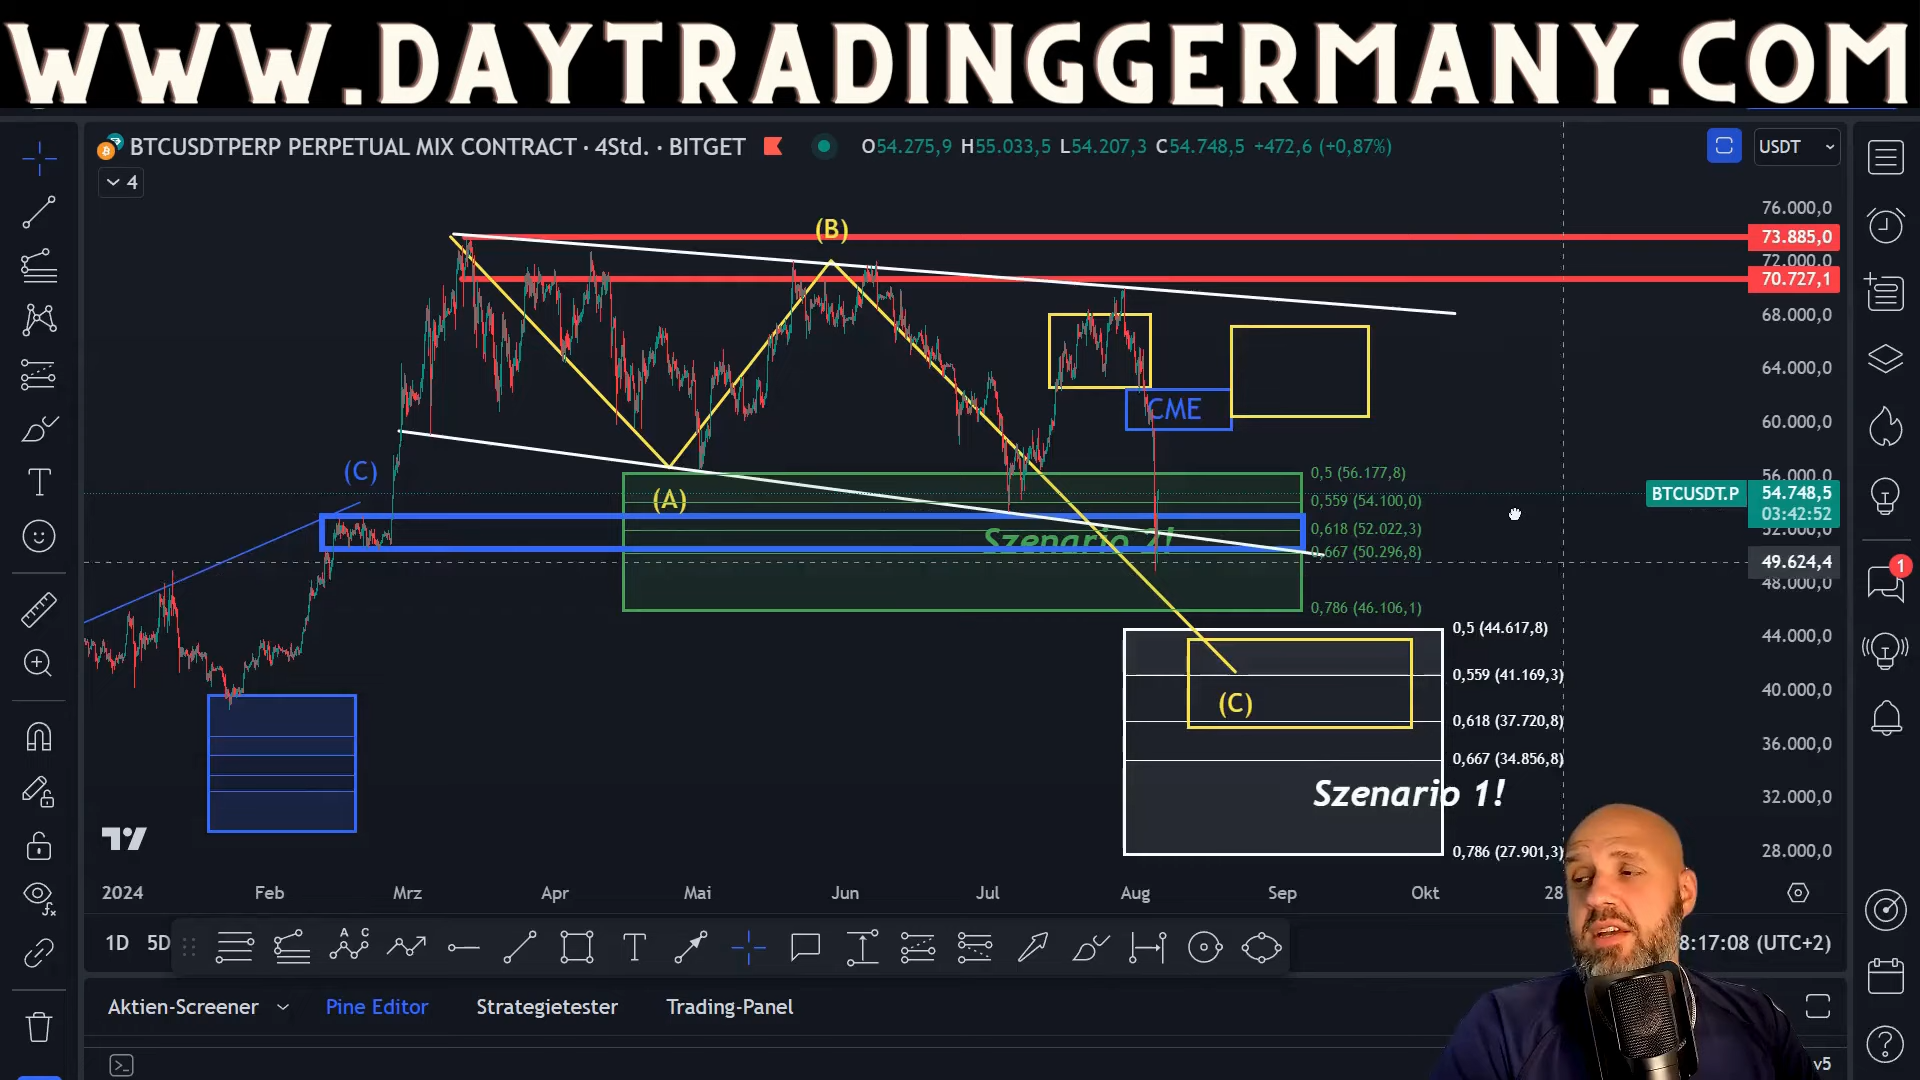 WWW.DAYTRADINGGERMANY.COM
BTCUSDTPERP PERPETUAL MIX CONTRACT · 4Std. · BITGET
O54.275,9 H55.033,5 L54.207,3 C54.748,5 +472,6 (+0,87%)
USDT
4
76.000,0
73.885,0
72.000,0
70.727,1
68.000,0
64.000,0
60.000,0
56.000,0
BTCUSDT.P 54.748,5
03:42:52
52.000,0
49.624,4
48.000,0
44.000,0
40.000,0
36.000,0
32.000,0
28.000,0
(B)
CME
(C)
(A)
0,5 (56.177,8)
0,559 (54.100,0)
0,618 (52.022,3)
Szenario 2!
0,667 (50.296,8)
0,786 (46.106,1)
0,5 (44.617,8)
0,559 (41.169,3)
(C)
0,618 (37.720,8)
0,667 (34.856,8)
Szenario 1!
0,786 (27.901,3)
1
2024 Feb Mrz Apr Mai Jun Jul Aug Sep Okt 28
1D 5D
A C
8:17:08 (UTC+2)
Aktien-Screener Pine Editor Strategietester Trading-Panel
v5